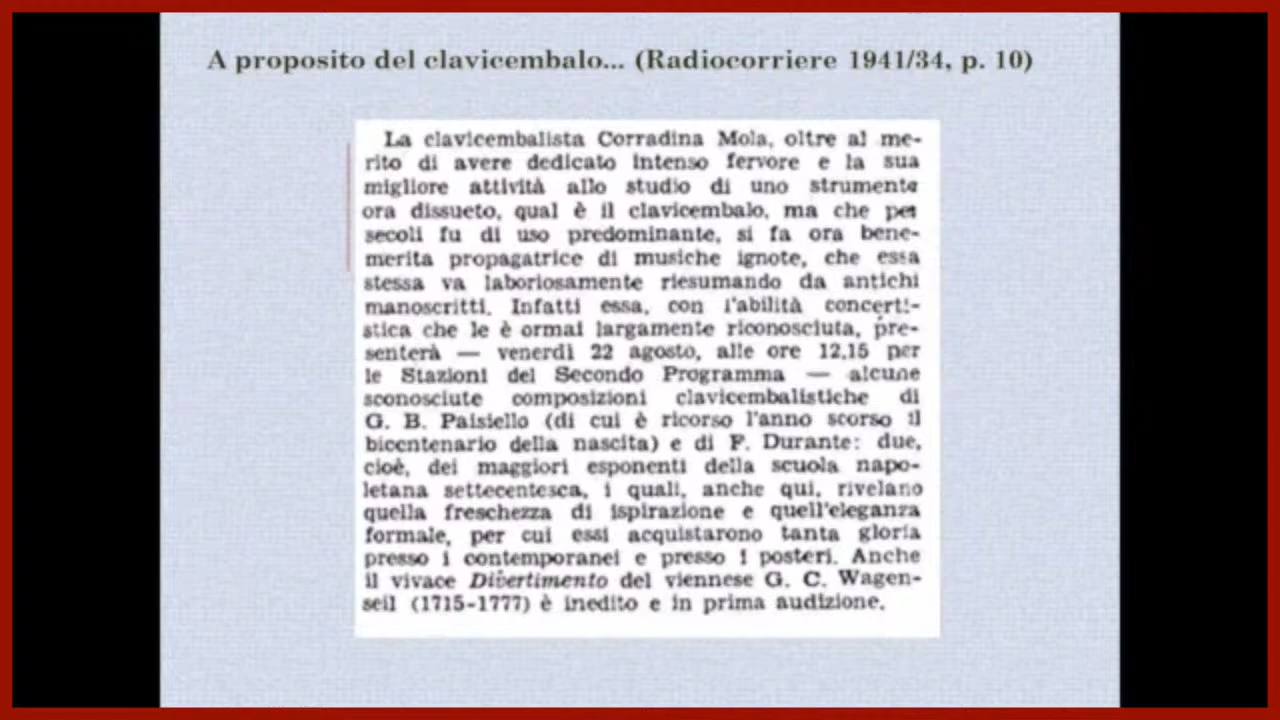 A proposito del clavicembalo... (Radiocorriere 1941/34, p. 10)
La clavicembalista Corradina Mola, oltre al me-
rito di avere dedicato intenso fervore e la sua
migliore attività allo studio di uno strumento
ora dissueto, qual è il clavicembalo, ma che per
secoli fu di uso predominante, si fa ora bene-
merita propagatrice di musiche ignote, che essa
stessa va laboriosamente riesumando da antichi
manoscritti. Infatti essa, con l'abilità concerti-
stica che le è ormai largamente riconosciuta, pre-
senterà — venerdì 22 agosto, alle ore 12,15 per
le Stazioni del Secondo Programma — alcune
sconosciute composizioni clavicembalistiche di
G. B. Paisiello (di cui è ricorso l'anno scorso il
bicentenario della nascita) e di F. Durante: due,
cioè, dei maggiori esponenti della scuola napo-
letana settecentesca, i quali, anche qui, rivelano
quella freschezza di ispirazione e quell'eleganza
formale, per cui essi acquistarono tanta gloria
presso i contemporanei e presso i posteri. Anche
il vivace Divertimento del viennese G. C. Wagen-
seil (1715-1777) è inedito e in prima audizione.